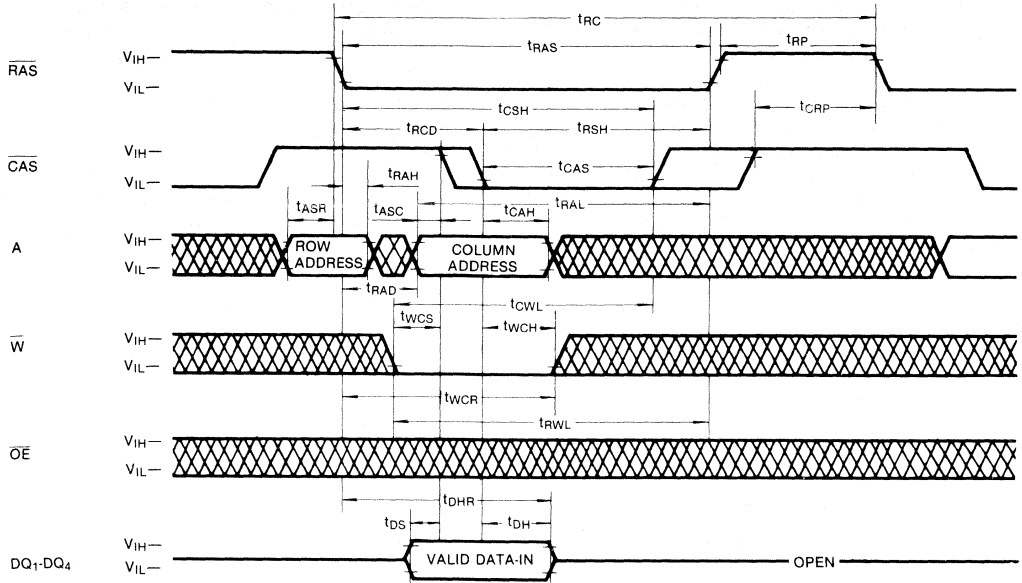 tRC
tRAS
tRP
RAS
VIH
VIL
tCSH
tCRP
tRCD
tRSH
CAS
VIH
VIL
tRAH
tCAS
tRAL
tASR
tASC
tCAH
A
VIH
VIL
ROW ADDRESS
COLUMN ADDRESS
tRAD
tCWL
tWCS
tWCH
W
VIH
VIL
tWCR
tRWL
OE
VIH
VIL
tDHR
tDS
tDH
DQ1-DQ4
VIH
VIL
VALID DATA-IN
OPEN